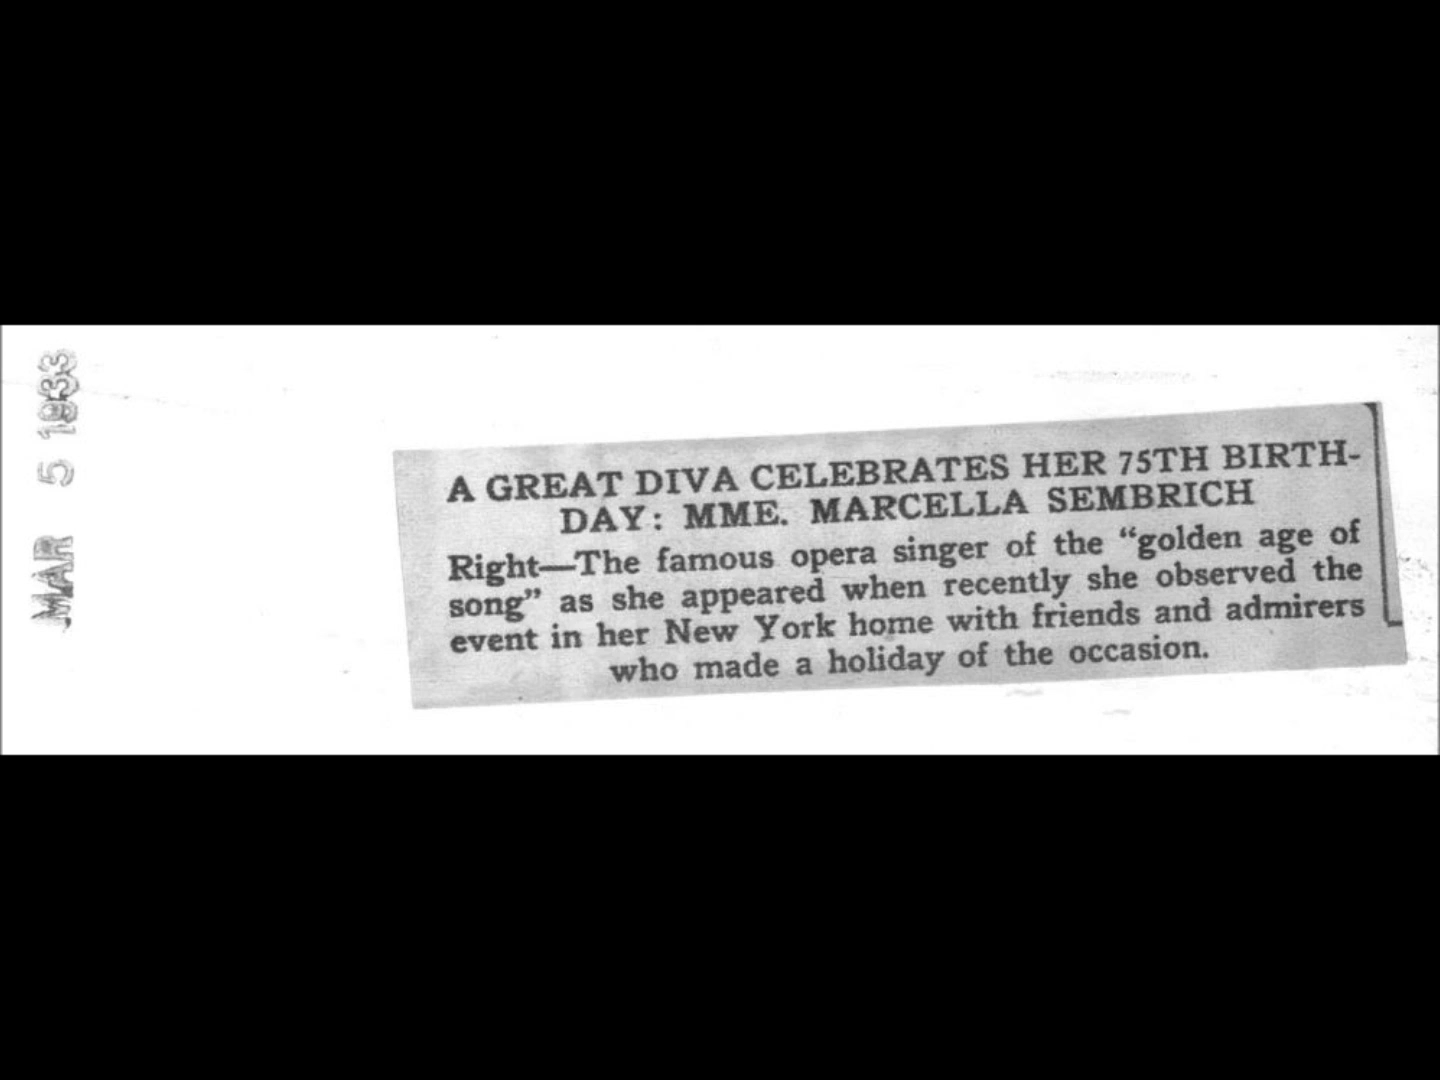 MAR 5 1933
A GREAT DIVA CELEBRATES HER 75TH BIRTH-
DAY: MME. MARCELLA SEMBRICH
Right—The famous opera singer of the “golden age of
song” as she appeared when recently she observed the
event in her New York home with friends and admirers
who made a holiday of the occasion.